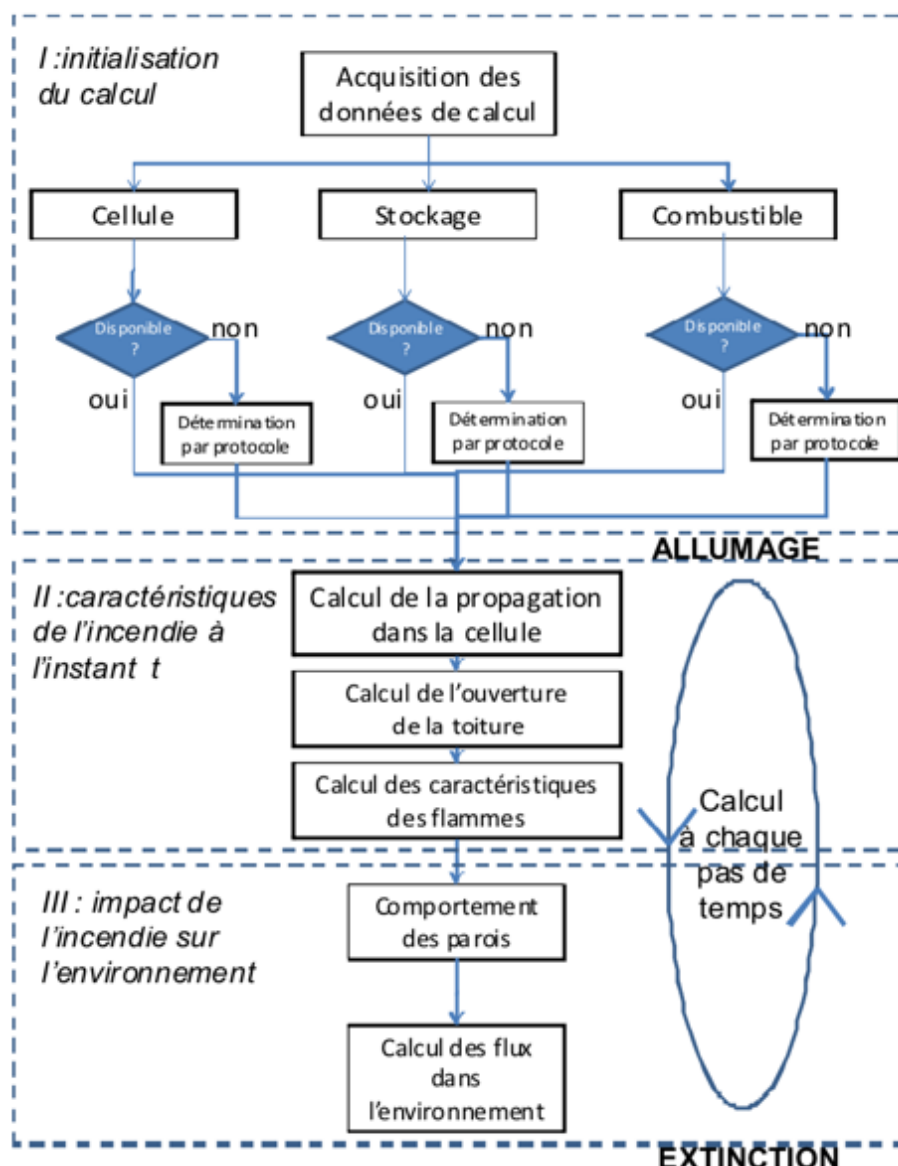 I :initialisation
du calcul
Acquisition des
données de calcul
Cellule
Stockage
Combustible
Disponible
?
non
oui
Disponible
?
non
oui
Disponible
?
non
oui
Détermination
par protocole
Détermination
par protocole
Détermination
par protocole
ALLUMAGE
II :caractéristiques
de l'incendie à
l'instant t
Calcul de la propagation
dans la cellule
Calcul de l'ouverture
de la toiture
Calcul des caractéristiques
des flammes
Calcul
à chaque
pas de
temps
III : impact de
l'incendie sur
l'environnement
Comportement
des parois
Calcul des flux
dans
l'environnement
EXTINCTION